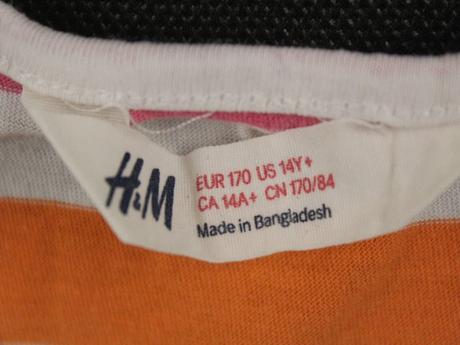 H&M
EUR 170 US 14Y+
CA 14A+ CN 170/84
Made in Bangladesh